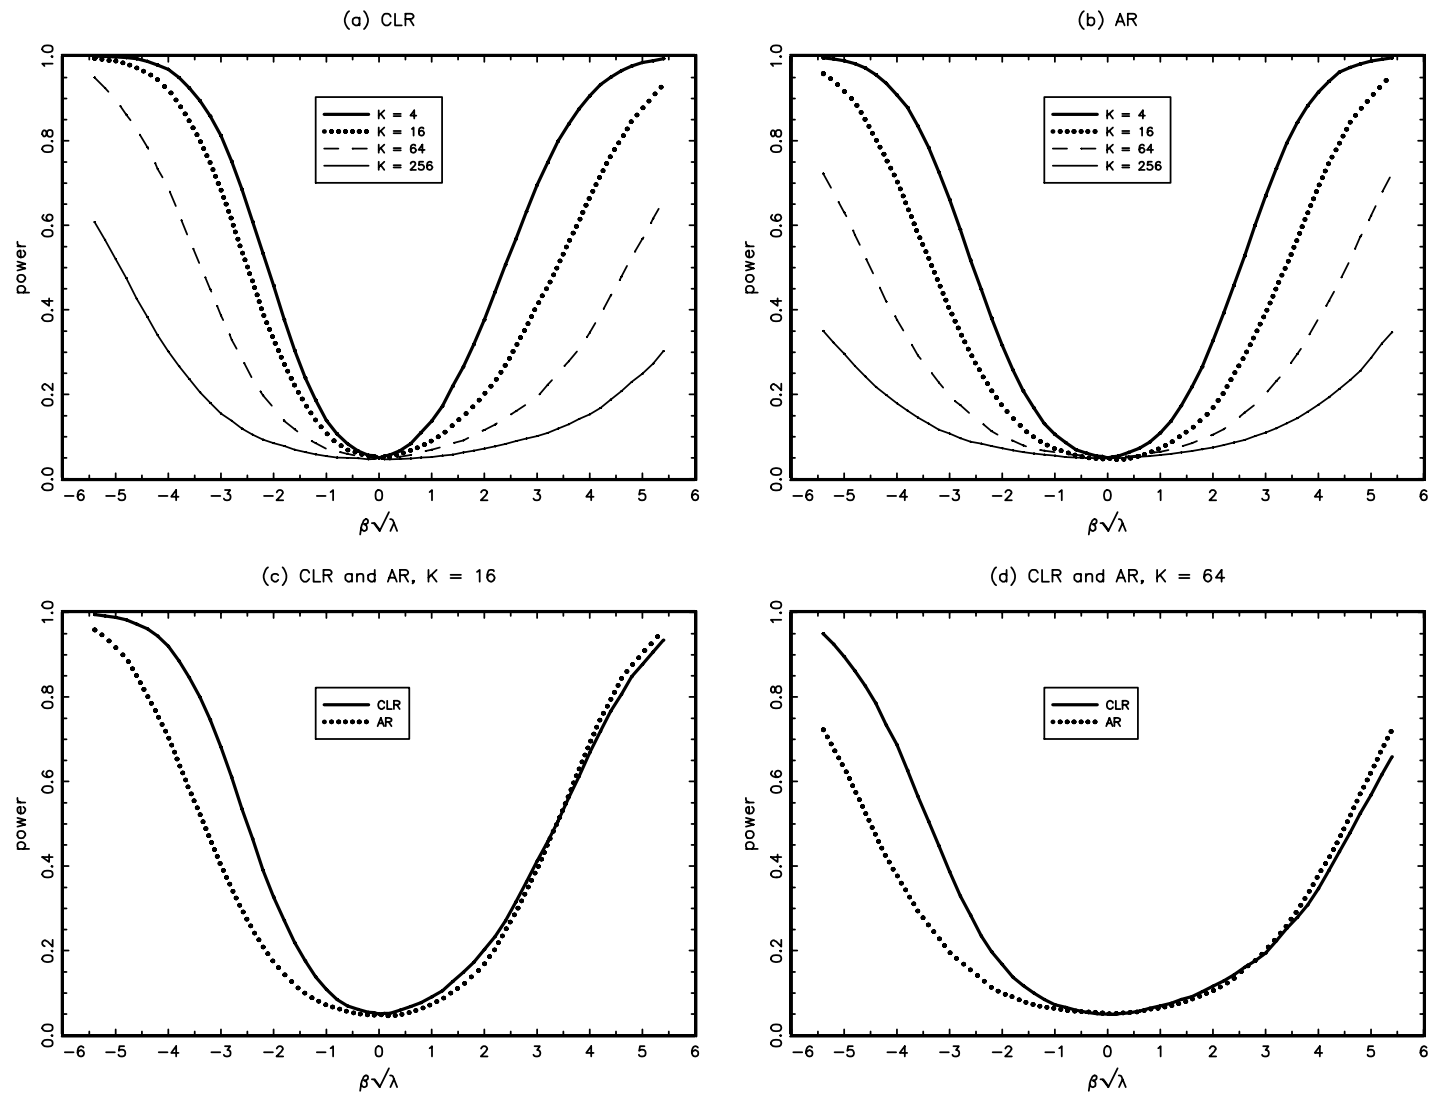 (a) CLR
(b) AR
1.0
0.8
0.6
0.4
0.2
0.0
power
K = 4
K = 16
K = 64
K = 256
-6 -5 -4 -3 -2 -1 0 1 2 3 4 5 6
β√λ
1.0
0.8
0.6
0.4
0.2
0.0
power
K = 4
K = 16
K = 64
K = 256
-6 -5 -4 -3 -2 -1 0 1 2 3 4 5 6
β√λ
(c) CLR and AR, K = 16
(d) CLR and AR, K = 64
1.0
0.8
0.6
0.4
0.2
0.0
power
CLR
AR
-6 -5 -4 -3 -2 -1 0 1 2 3 4 5 6
β√λ
1.0
0.8
0.6
0.4
0.2
0.0
power
CLR
AR
-6 -5 -4 -3 -2 -1 0 1 2 3 4 5 6
β√λ